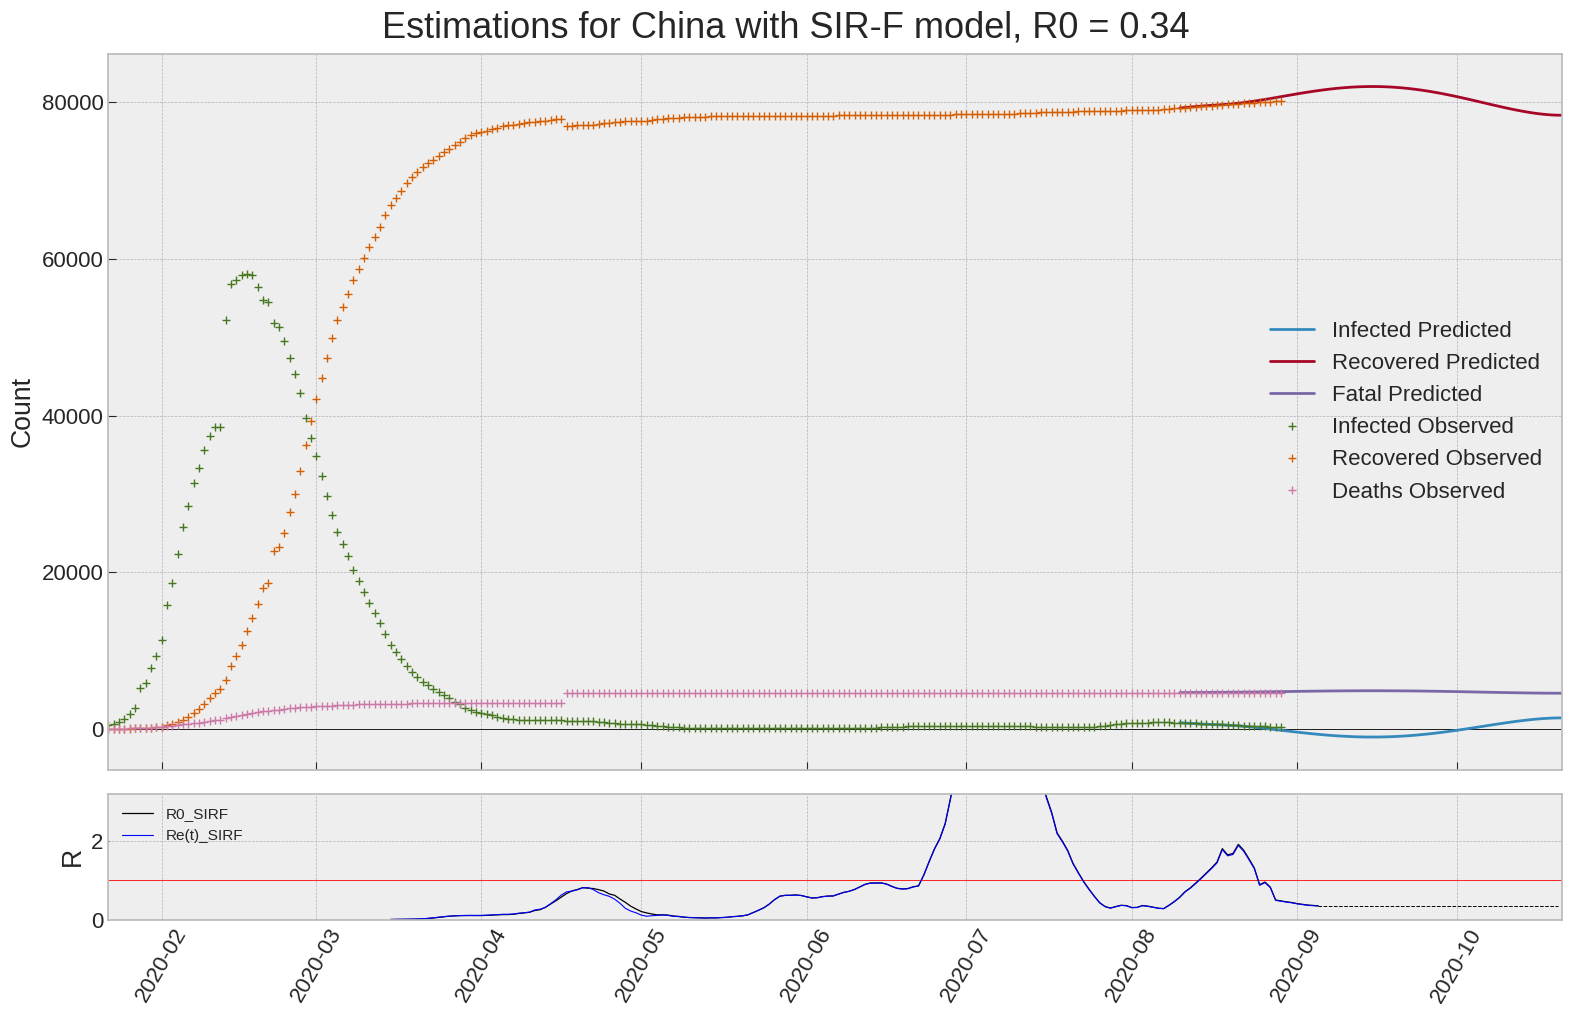 Estimations for China with SIR-F model, R0 = 0.34
80000
60000
40000
20000
0
Count
Infected Predicted
Recovered Predicted
Fatal Predicted
Infected Observed
Recovered Observed
Deaths Observed
R0_SIRF
Re(t)_SIRF
2
0
R
2020-02
2020-03
2020-04
2020-05
2020-06
2020-07
2020-08
2020-09
2020-10